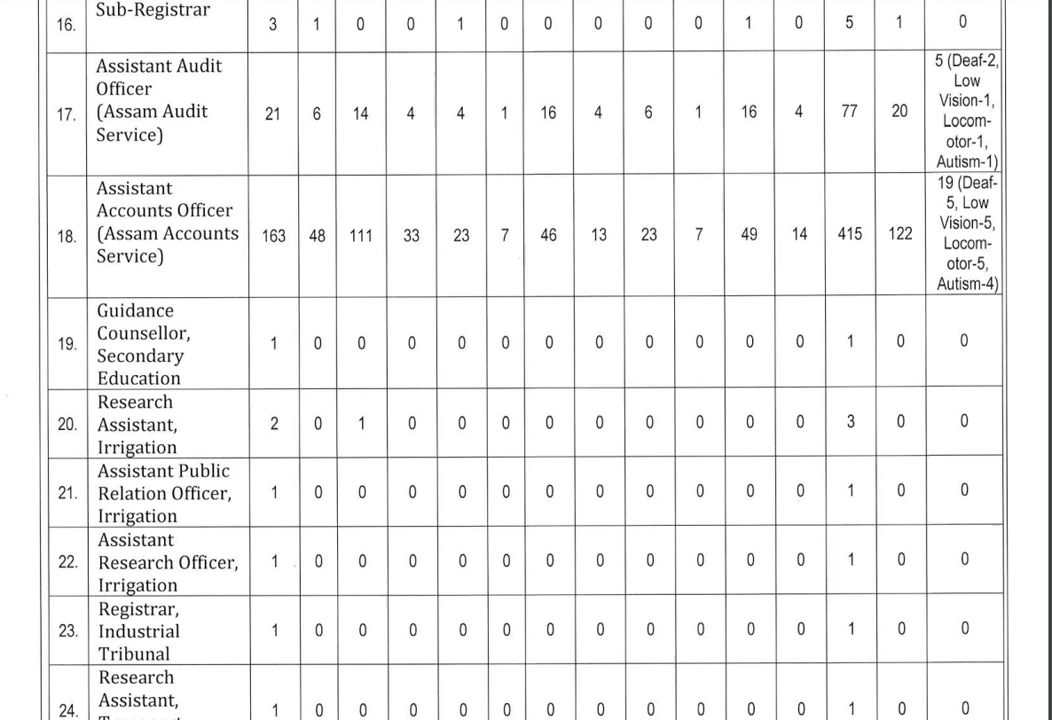 16. Sub-Registrar 3 1 0 0 1 0 0 0 0 0 1 0 5 1 0
17. Assistant Audit Officer (Assam Audit Service) 21 6 14 4 4 1 16 4 6 1 16 4 77 20 5 (Deaf-2, Low Vision-1, Locom-otor-1, Autism-1)
18. Assistant Accounts Officer (Assam Accounts Service) 163 48 111 33 23 7 46 13 23 7 49 14 415 122 19 (Deaf-5, Low Vision-5, Locom-otor-5, Autism-4)
19. Guidance Counsellor, Secondary Education 1 0 0 0 0 0 0 0 0 0 0 0 1 0 0
20. Research Assistant, Irrigation 2 0 1 0 0 0 0 0 0 0 0 0 3 0 0
21. Assistant Public Relation Officer, Irrigation 1 0 0 0 0 0 0 0 0 0 0 0 1 0 0
22. Assistant Research Officer, Irrigation 1 0 0 0 0 0 0 0 0 0 0 0 1 0 0
23. Registrar, Industrial Tribunal 1 0 0 0 0 0 0 0 0 0 0 0 1 0 0
24. Research Assistant, 1 0 0 0 0 0 0 0 0 0 0 0 1 0 0